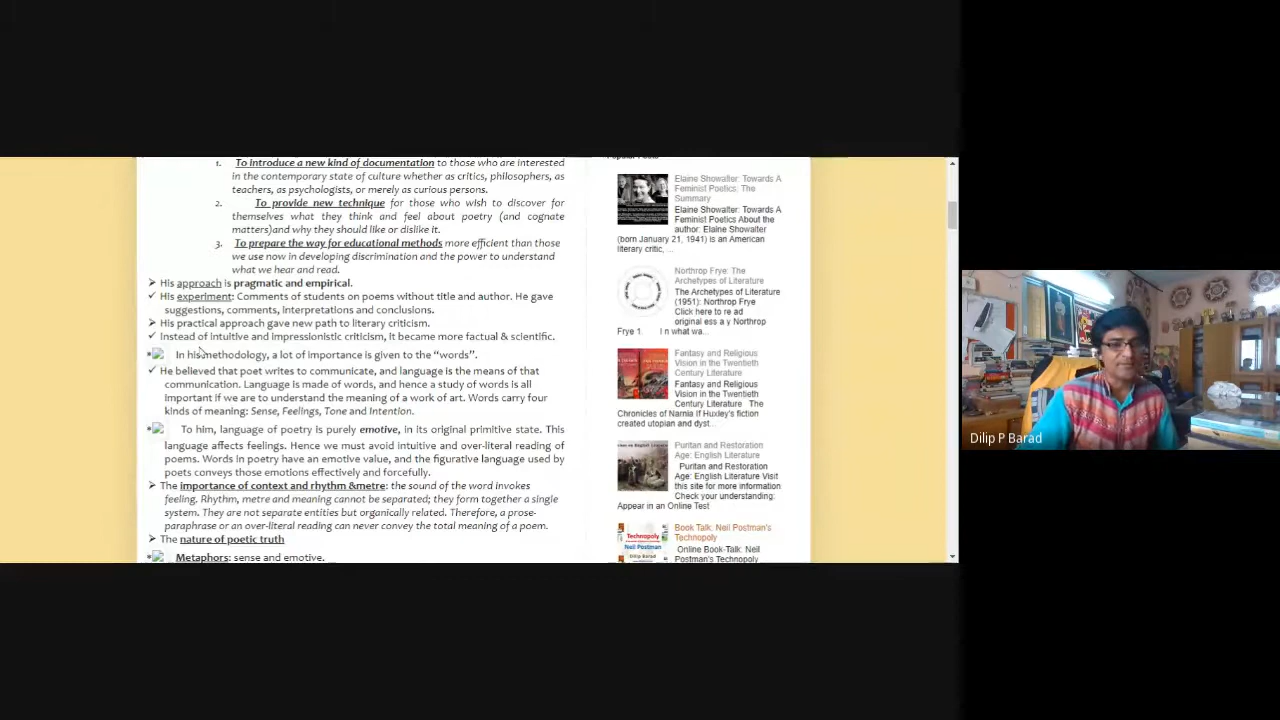 1. To introduce a new kind of documentation to those who are interested
in the contemporary state of culture whether as critics, philosophers, as
teachers, as psychologists, or merely as curious persons.
2. To provide new technique for those who wish to discover for
themselves what they think and feel about poetry (and cognate
matters)and why they should like or dislike it.
3. To prepare the way for educational methods more efficient than those
we use now in developing discrimination and the power to understand
what we hear and read.
➤ His approach is pragmatic and empirical.
✓ His experiment: Comments of students on poems without title and author. He gave
suggestions, comments, interpretations and conclusions.
➤ His practical approach gave new path to literary criticism.
✓ Instead of intuitive and impressionistic criticism, it became more factual & scientific.
* In his methodology, a lot of importance is given to the “words”.
✓ He believed that poet writes to communicate, and language is the means of that
communication. Language is made of words, and hence a study of words is all
important if we are to understand the meaning of a work of art. Words carry four
kinds of meaning: Sense, Feelings, Tone and Intention.
* To him, language of poetry is purely emotive, in its original primitive state. This
language affects feelings. Hence we must avoid intuitive and over-literal reading of
poems. Words in poetry have an emotive value, and the figurative language used by
poets conveys those emotions effectively and forcefully.
➤ The importance of context and rhythm &metre: the sound of the word invokes
feeling. Rhythm, metre and meaning cannot be separated; they form together a single
system. They are not separate entities but organically related. Therefore, a prose-
paraphrase or an over-literal reading can never convey the total meaning of a poem.
➤ The nature of poetic truth
* Metaphors: sense and emotive.
Popular Posts
Elaine Showalter: Towards A
Feminist Poetics: The
Summary
Elaine Showalter: Towards A
Feminist Poetics About the
author: Elaine Showalter
(born January 21, 1941) is an American
literary critic, ...
Northrop Frye: The
Archetypes of Literature
The Archetypes of Literature
(1951): Northrop Frye
Click here to re ad
original ess a y Northrop
Frye 1 I n what wa...
Fantasy and Religious
Vision in the Twentieth
Century Literature
Fantasy and Religious
Vision in the Twentieth
Century Literature The
Chronicles of Narnia If Huxley's fiction
created utopian and dyst...
Puritan and Restoration
Age: English Literature
Puritan and Restoration
Age: English Literature Visit
this site for more information
Check your understanding:
Appear in an Online Test
Book Talk: Neil Postman's
Technopoly
Online Book-Talk: Neil
Postman's Technopoly
Technopoly
Neil Postman
Dilip Barad
Dilip P Barad